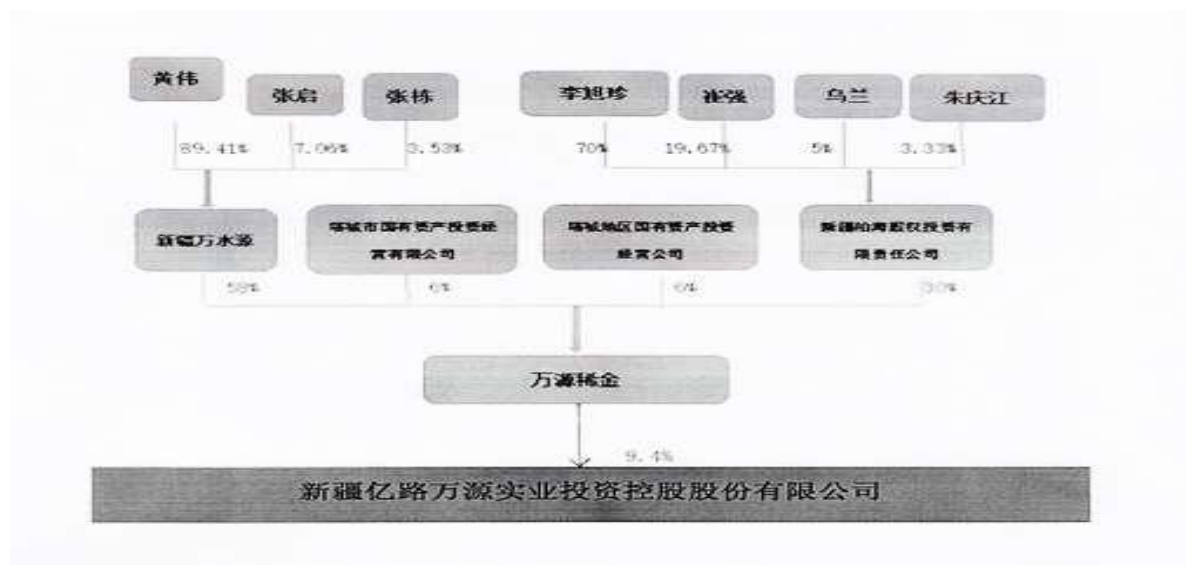 黄伟
张启
张栋
李旭珍
崔强
乌兰
朱庆江
89.41%
7.06%
3.53%
70%
19.67%
5%
3.33%
新疆万水源
塔城市国有资产投资经
营有限公司
塔城地区国有资产投资
经营公司
新疆柏海股权投资有
限责任公司
58%
6%
6%
30%
万源稀金
9.4%
新疆亿路万源实业投资控股股份有限公司